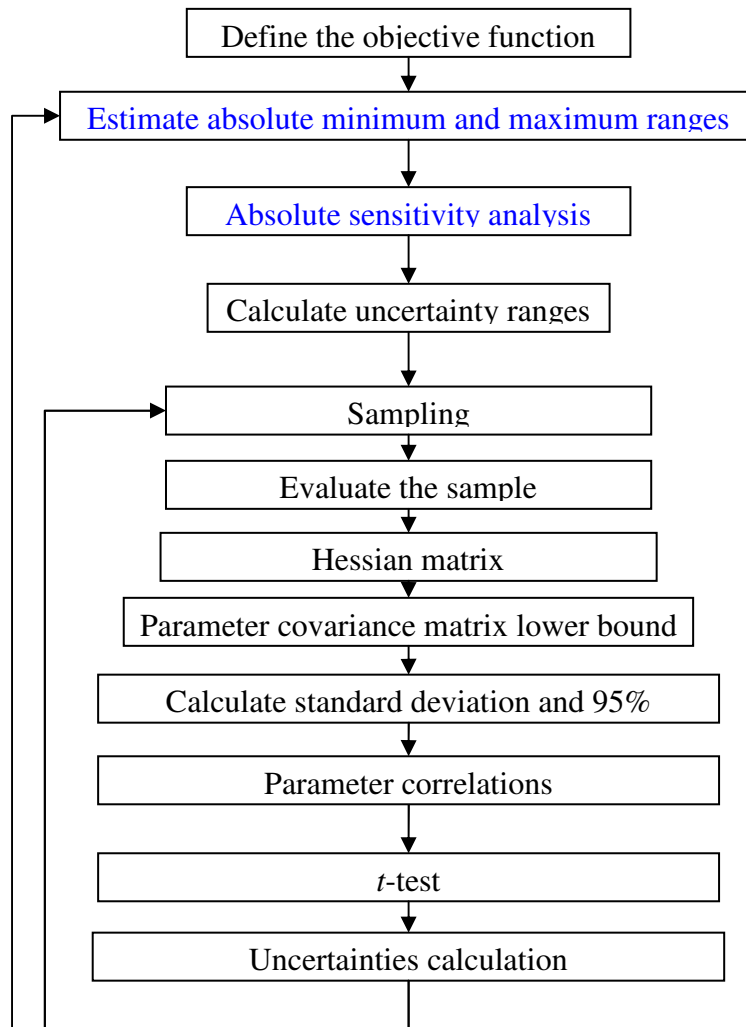 Define the objective function
Estimate absolute minimum and maximum ranges
Absolute sensitivity analysis
Calculate uncertainty ranges
Sampling
Evaluate the sample
Hessian matrix
Parameter covariance matrix lower bound
Calculate standard deviation and 95%
Parameter correlations
t-test
Uncertainties calculation